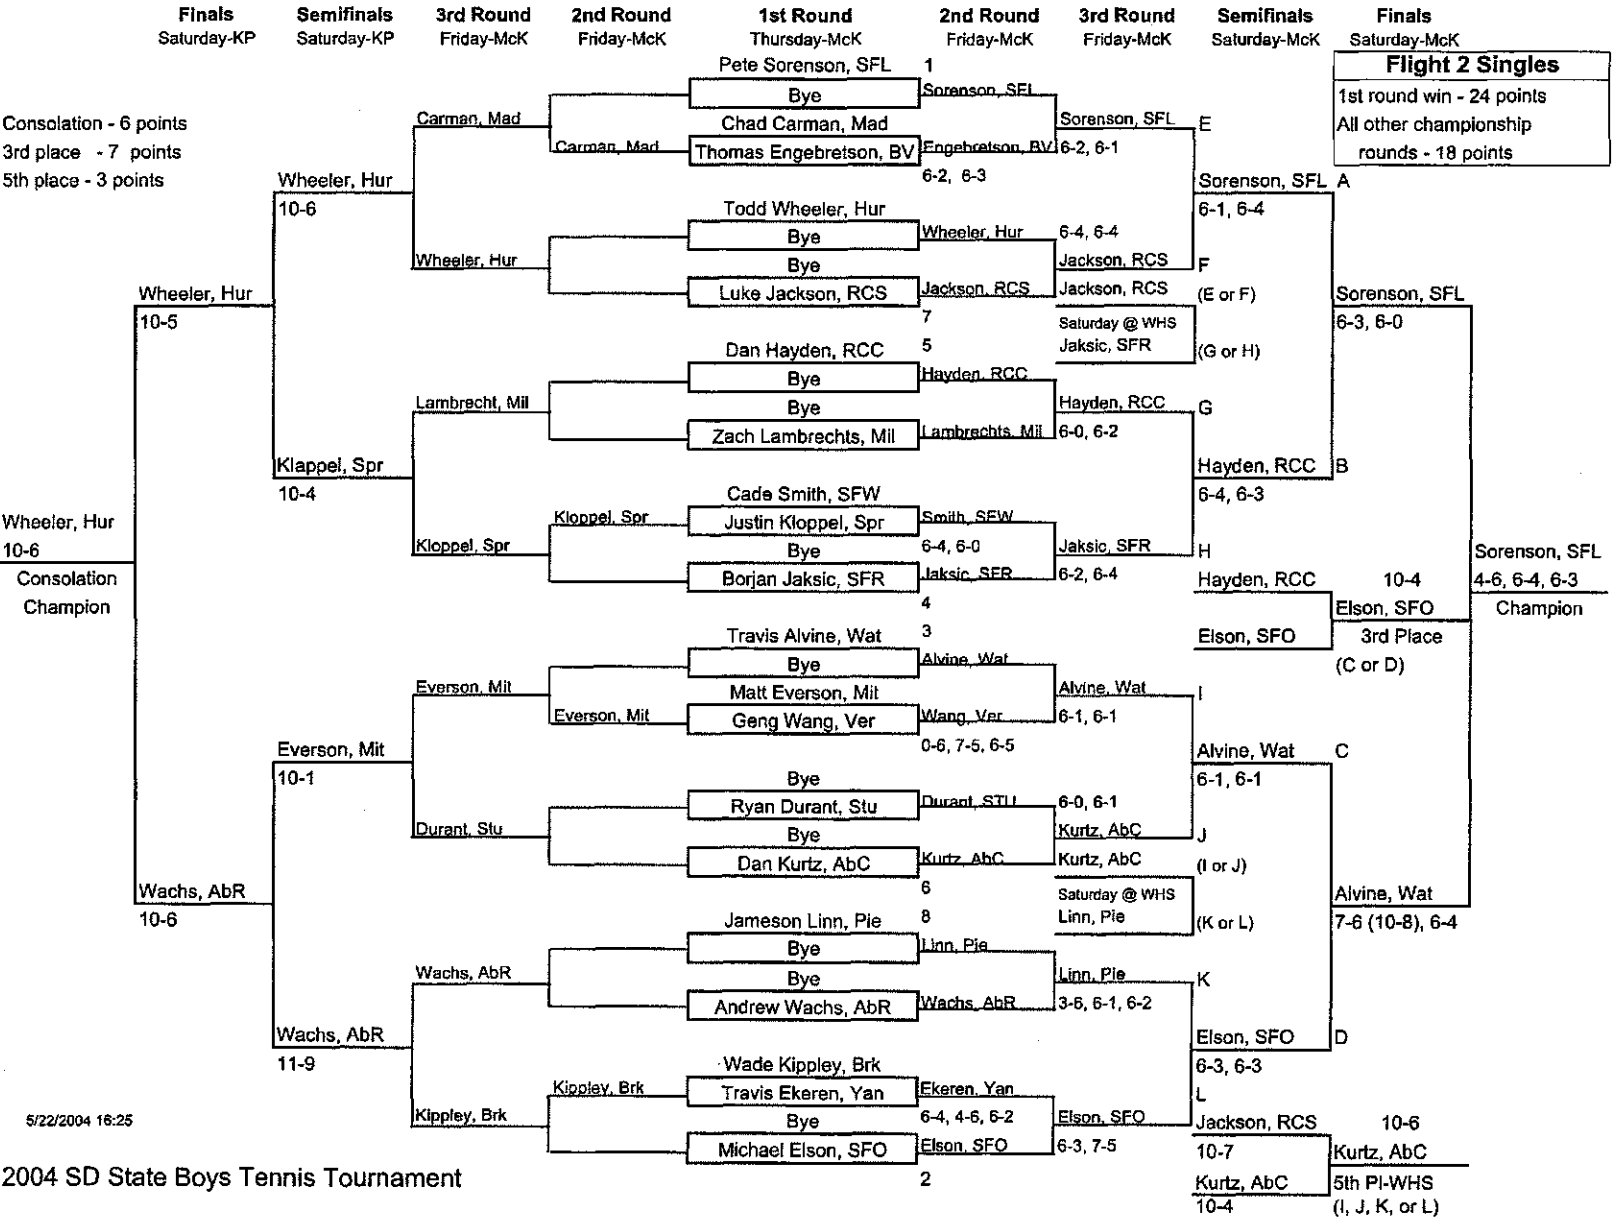 Finals Semifinals 3rd Round 2nd Round 1st Round 2nd Round 3rd Round Semifinals Finals
Saturday-KP Saturday-KP Friday-McK Friday-McK Thursday-McK Friday-McK Friday-McK Saturday-McK Saturday-McK
Flight 2 Singles
1st round win - 24 points
All other championship
rounds - 18 points
Consolation - 6 points
3rd place - 7 points
5th place - 3 points
Wheeler, Hur
10-6
Consolation
Champion
Wheeler, Hur
10-5
Wachs, AbR
10-6
Wheeler, Hur
10-6
Klappel, Spr
10-4
Everson, Mit
10-1
Wachs, AbR
11-9
Carman, Mad
Wheeler, Hur
Lambrecht, Mil
Kloppel, Spr
Everson, Mit
Durant, Stu
Wachs, AbR
Kippley, Brk
Carman, Mad
Kloppel, Spr
Everson, Mit
Kippley, Brk
Pete Sorenson, SFL
Bye
Chad Carman, Mad
Thomas Engebretson, BV
Todd Wheeler, Hur
Bye
Bye
Luke Jackson, RCS
Dan Hayden, RCC
Bye
Bye
Zach Lambrechts, Mil
Cade Smith, SFW
Justin Kloppel, Spr
Bye
Borjan Jaksic, SFR
Travis Alvine, Wat
Bye
Matt Everson, Mit
Geng Wang, Ver
Bye
Ryan Durant, Stu
Bye
Dan Kurtz, AbC
Jameson Linn, Pie
Bye
Bye
Andrew Wachs, AbR
Wade Kippley, Brk
Travis Ekeren, Yan
Bye
Michael Elson, SFO
1
Sorenson, SFL
Engebretson, BV
6-2, 6-3
Wheeler, Hur
Jackson, RCS
7
5
Hayden, RCC
Lambrechts, Mil
Smith, SFW
6-4, 6-0
Jaksic, SFR
4
3
Alvine, Wat
Wang, Ver
0-6, 7-5, 6-5
Durant, STU
Kurtz, AbC
6
8
Linn, Pie
Wachs, AbR
Ekeren, Yan
6-4, 4-6, 6-2
Elson, SFO
2
Sorenson, SFL E
6-2, 6-1
6-4, 6-4
Jackson, RCS F
Jackson, RCS (E or F)
Saturday @ WHS
Jaksic, SFR (G or H)
Hayden, RCC G
6-0, 6-2
Jaksic, SFR H
6-2, 6-4
Alvine, Wat I
6-1, 6-1
6-0, 6-1
Kurtz, AbC J
Kurtz, AbC (I or J)
Saturday @ WHS
Linn, Pie (K or L)
Linn, Pie K
3-6, 6-1, 6-2
L
Elson, SFO
6-3, 7-5
Sorenson, SFL A
6-1, 6-4
Hayden, RCC B
6-4, 6-3
Hayden, RCC
Elson, SFO
Alvine, Wat C
6-1, 6-1
Elson, SFO D
6-3, 6-3
Jackson, RCS
10-7
Kurtz, AbC
10-4
Sorenson, SFL
6-3, 6-0
10-4
Elson, SFO
3rd Place
(C or D)
Alvine, Wat
7-6 (10-8), 6-4
10-6
Kurtz, AbC
5th Pl-WHS
(I, J, K, or L)
Sorenson, SFL
4-6, 6-4, 6-3
Champion
5/22/2004 16:25
2004 SD State Boys Tennis Tournament